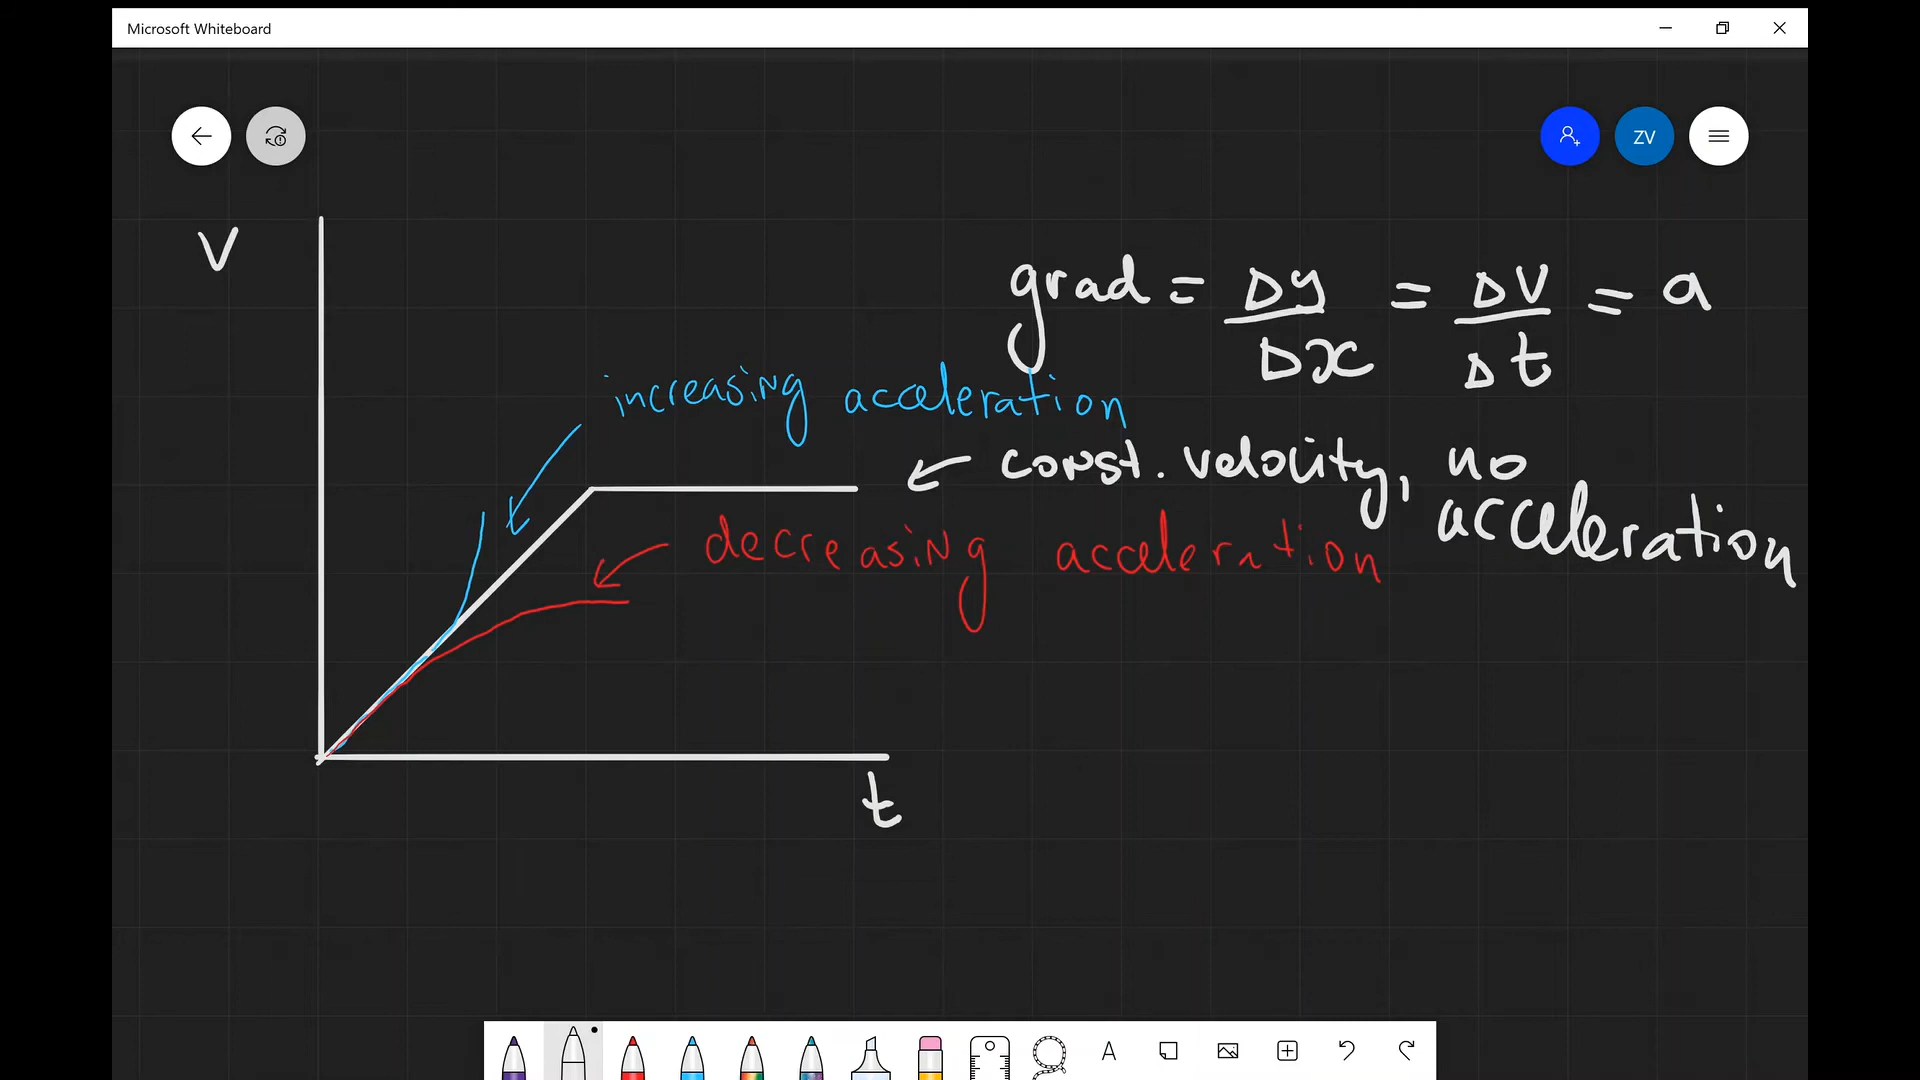 Microsoft Whiteboard
ZV
V
grad = Δy/Δx = ΔV/Δt = a
increasing acceleration
const. velocity, no
acceleration
decreasing acceleration
t
A